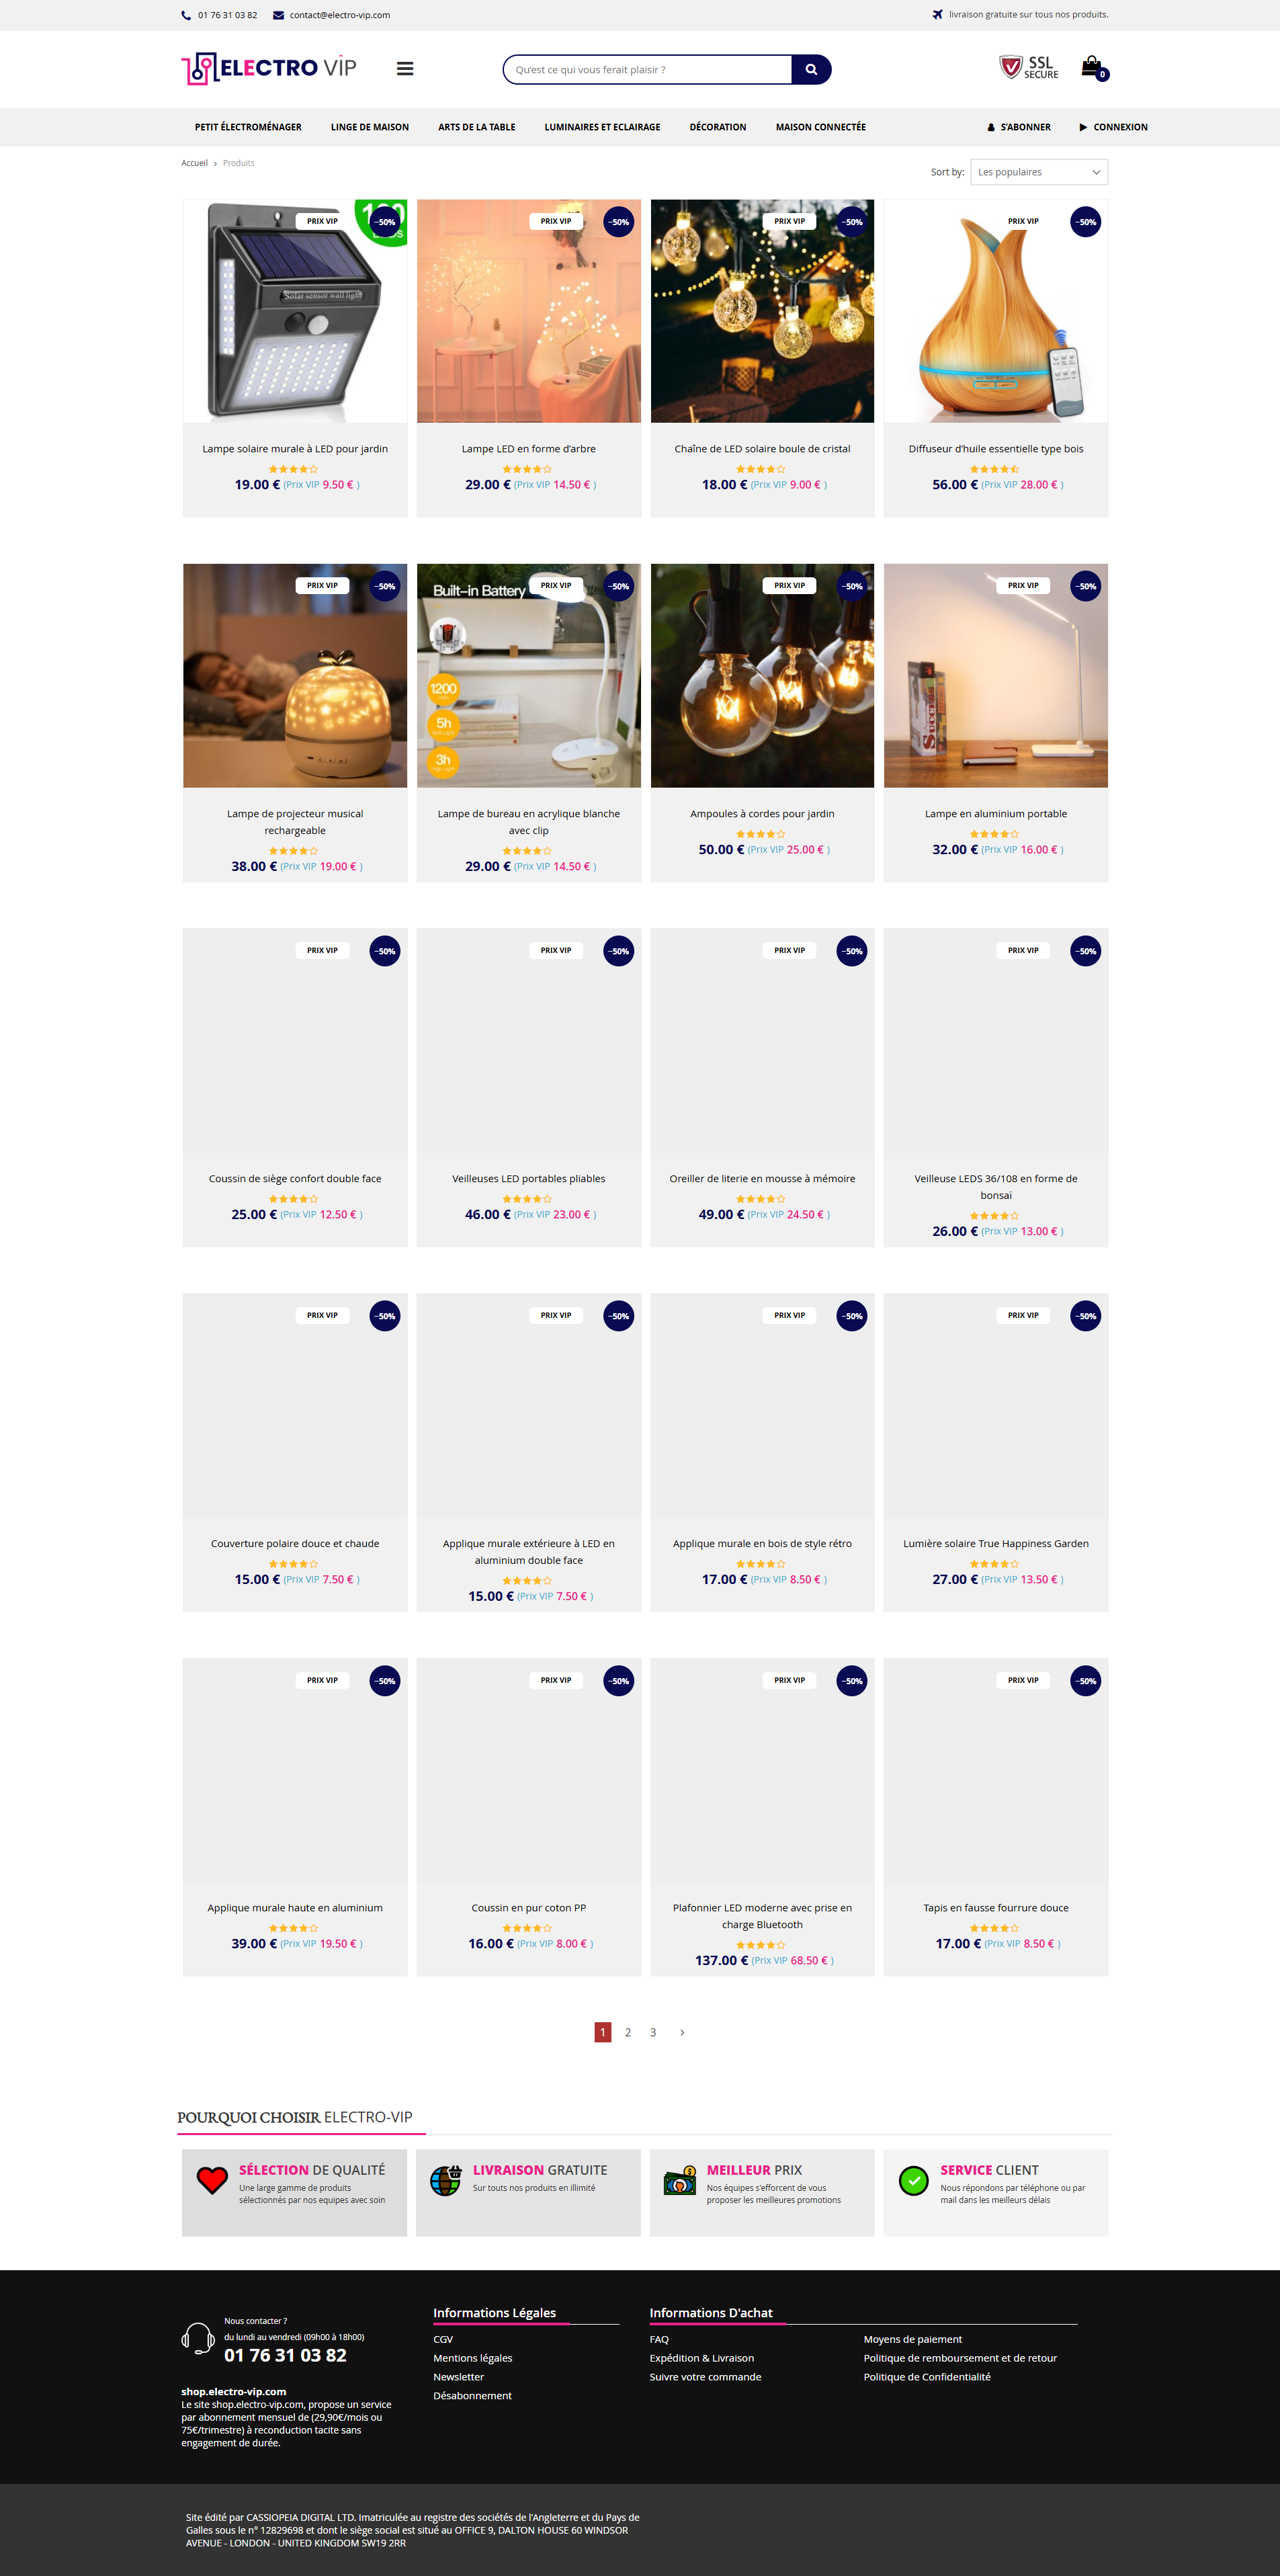 01 76 31 03 82
contact@electro-vip.com
livraison gratuite sur tous nos produits.
ELECTRO VIP
Qu'est ce qui vous ferait plaisir ?
SSL
SECURE
0
PETIT ÉLECTROMÉNAGER
LINGE DE MAISON
ARTS DE LA TABLE
LUMINAIRES ET ECLAIRAGE
DÉCORATION
MAISON CONNECTÉE
S'ABONNER
CONNEXION
Accueil
Produits
Sort by:
Les populaires
PRIX VIP
−50%
Solar sensor wall light
PRIX VIP
−50%
PRIX VIP
−50%
PRIX VIP
−50%
Lampe solaire murale à LED pour jardin
19.00 € (Prix VIP 9.50 € )
Lampe LED en forme d'arbre
29.00 € (Prix VIP 14.50 € )
Chaîne de LED solaire boule de cristal
18.00 € (Prix VIP 9.00 € )
Diffuseur d'huile essentielle type bois
56.00 € (Prix VIP 28.00 € )
PRIX VIP
−50%
PRIX VIP
−50%
Built-in Battery
1200
5h
3h
PRIX VIP
−50%
PRIX VIP
−50%
Lampe de projecteur musical
rechargeable
38.00 € (Prix VIP 19.00 € )
Lampe de bureau en acrylique blanche
avec clip
29.00 € (Prix VIP 14.50 € )
Ampoules à cordes pour jardin
50.00 € (Prix VIP 25.00 € )
Lampe en aluminium portable
32.00 € (Prix VIP 16.00 € )
PRIX VIP
−50%
PRIX VIP
−50%
PRIX VIP
−50%
PRIX VIP
−50%
Coussin de siège confort double face
25.00 € (Prix VIP 12.50 € )
Veilleuses LED portables pliables
46.00 € (Prix VIP 23.00 € )
Oreiller de literie en mousse à mémoire
49.00 € (Prix VIP 24.50 € )
Veilleuse LEDS 36/108 en forme de
bonsaï
26.00 € (Prix VIP 13.00 € )
PRIX VIP
−50%
PRIX VIP
−50%
PRIX VIP
−50%
PRIX VIP
−50%
Couverture polaire douce et chaude
15.00 € (Prix VIP 7.50 € )
Applique murale extérieure à LED en
aluminium double face
15.00 € (Prix VIP 7.50 € )
Applique murale en bois de style rétro
17.00 € (Prix VIP 8.50 € )
Lumière solaire True Happiness Garden
27.00 € (Prix VIP 13.50 € )
PRIX VIP
−50%
PRIX VIP
−50%
PRIX VIP
−50%
PRIX VIP
−50%
Applique murale haute en aluminium
39.00 € (Prix VIP 19.50 € )
Coussin en pur coton PP
16.00 € (Prix VIP 8.00 € )
Plafonnier LED moderne avec prise en
charge Bluetooth
137.00 € (Prix VIP 68.50 € )
Tapis en fausse fourrure douce
17.00 € (Prix VIP 8.50 € )
1 2 3
POURQUOI CHOISIR ELECTRO-VIP
SÉLECTION DE QUALITÉ
Une large gamme de produits
sélectionnés par nos equipes avec soin
LIVRAISON GRATUITE
Sur touts nos produits en illimité
MEILLEUR PRIX
Nos équipes s'efforcent de vous
proposer les meilleures promotions
SERVICE CLIENT
Nous répondons par téléphone ou par
mail dans les meilleurs délais
Nous contacter ?
du lundi au vendredi (09h00 à 18h00)
01 76 31 03 82
shop.electro-vip.com
Le site shop.electro-vip.com, propose un service
par abonnement mensuel de (29,90€/mois ou
75€/trimestre) à reconduction tacite sans
engagement de durée.
Informations Légales
CGV
Mentions légales
Newsletter
Désabonnement
Informations D'achat
FAQ
Expédition & Livraison
Suivre votre commande
Moyens de paiement
Politique de remboursement et de retour
Politique de Confidentialité
Site édité par CASSIOPEIA DIGITAL LTD. Imatriculée au registre des sociétés de l'Angleterre et du Pays de
Galles sous le n° 12829698 et dont le siège social est situé au OFFICE 9, DALTON HOUSE 60 WINDSOR
AVENUE - LONDON - UNITED KINGDOM SW19 2RR